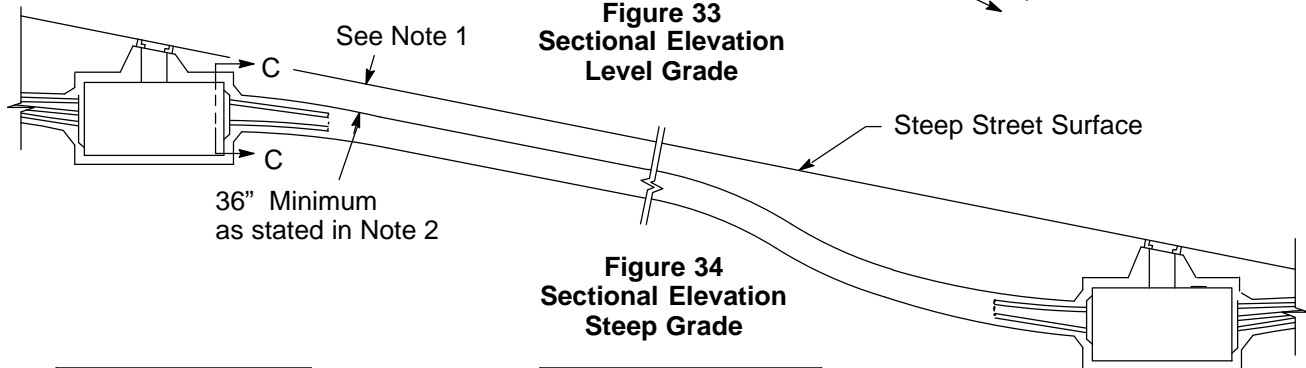 Figure 33
Sectional Elevation
Level Grade
See Note 1
C
C
Steep Street Surface
36” Minimum
as stated in Note 2
Figure 34
Sectional Elevation
Steep Grade